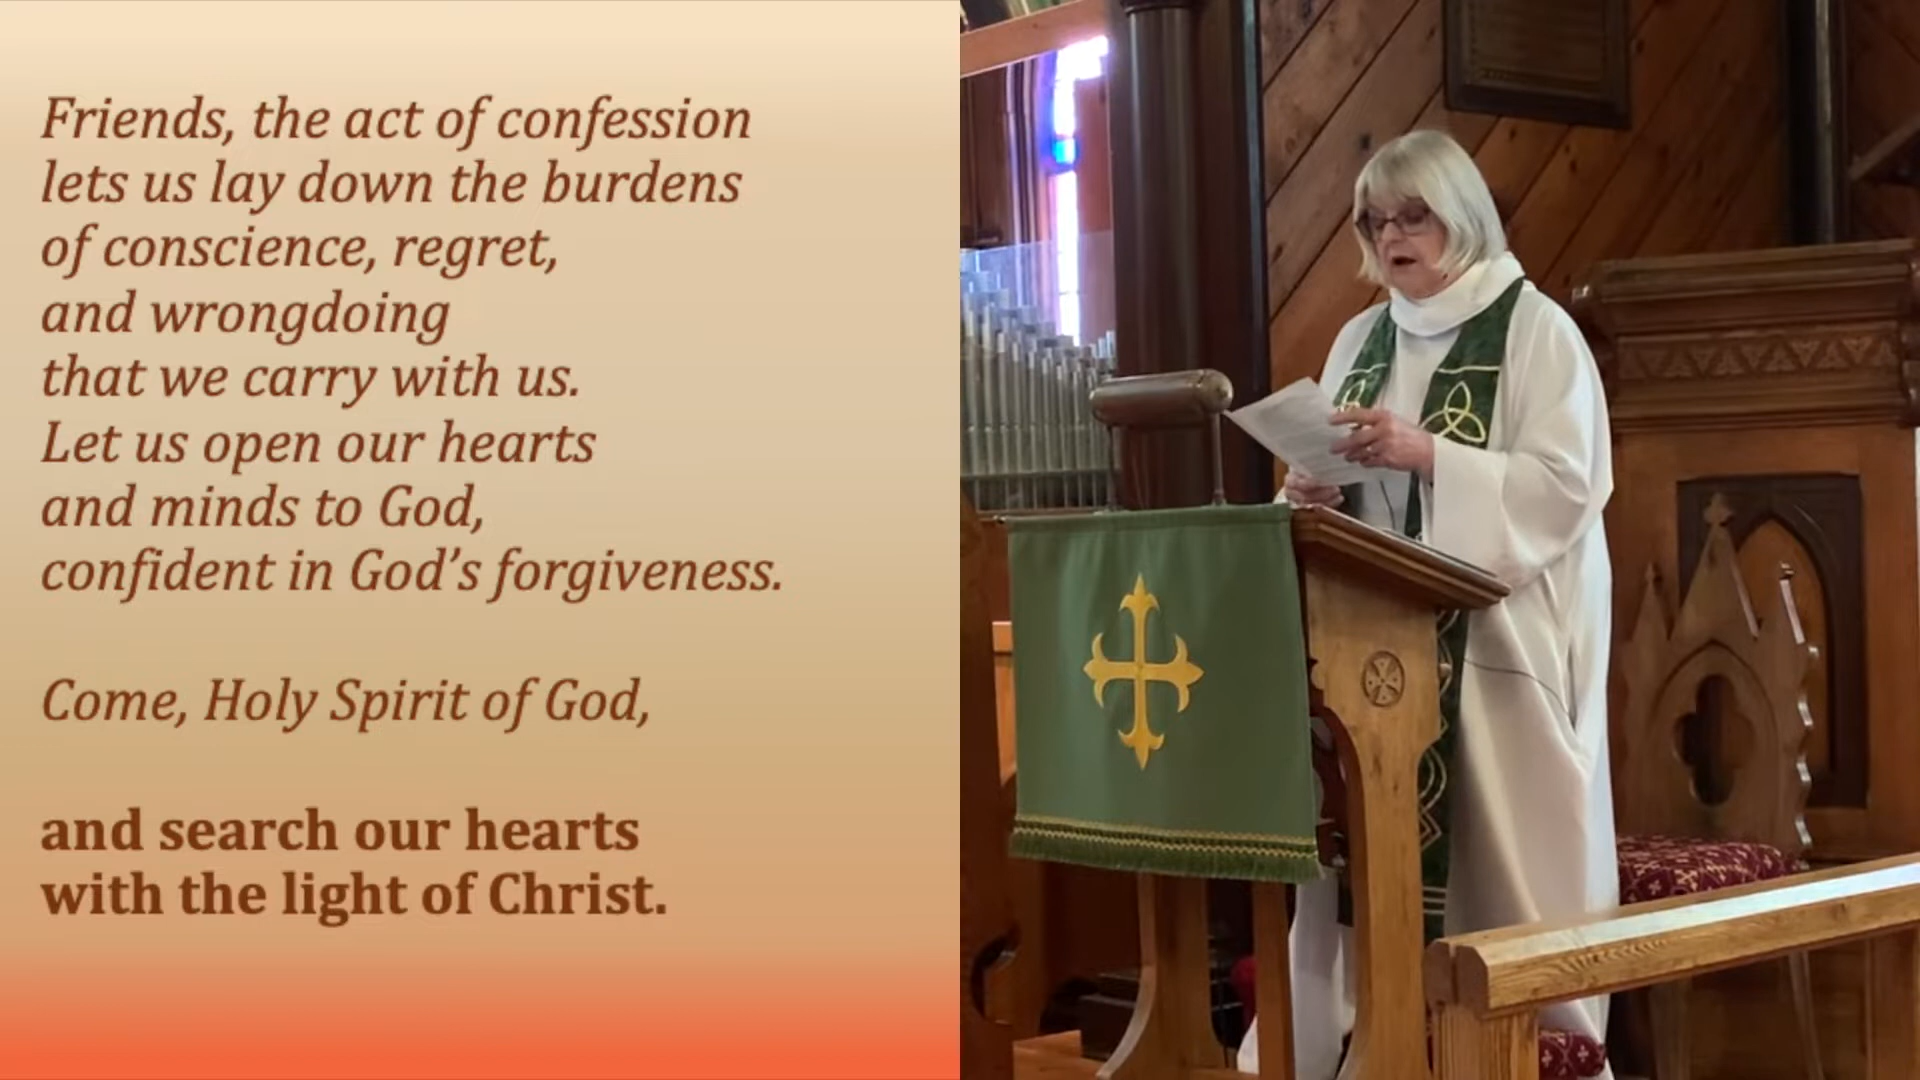 Friends, the act of confession
lets us lay down the burdens
of conscience, regret,
and wrongdoing
that we carry with us.
Let us open our hearts
and minds to God,
confident in God’s forgiveness.
Come, Holy Spirit of God,
and search our hearts
with the light of Christ.